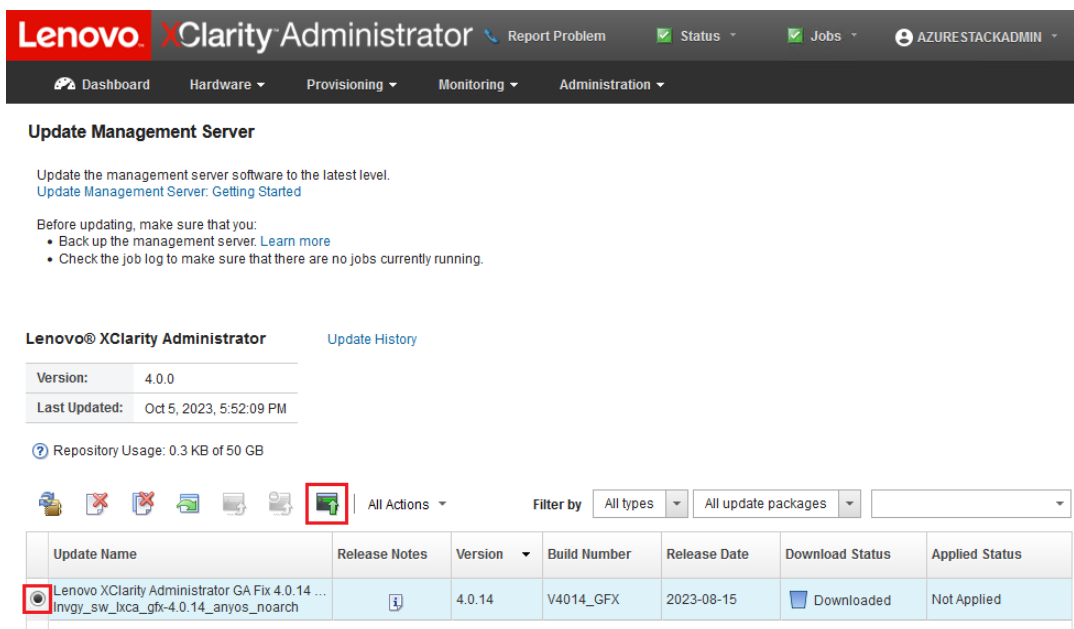 Lenovo. XClarity Administrator Report Problem Status Jobs AZURESTACKADMIN
Dashboard Hardware Provisioning Monitoring Administration
Update Management Server
Update the management server software to the latest level.
Update Management Server: Getting Started
Before updating, make sure that you:
• Back up the management server. Learn more
• Check the job log to make sure that there are no jobs currently running.
Lenovo® XClarity Administrator Update History
Version: 4.0.0
Last Updated: Oct 5, 2023, 5:52:09 PM
? Repository Usage: 0.3 KB of 50 GB
All Actions Filter by All types All update packages
Update Name Release Notes Version Build Number Release Date Download Status Applied Status
Lenovo XClarity Administrator GA Fix 4.0.14 ...
lnvgy_sw_lxca_gfx-4.0.14_anyos_noarch 4.0.14 V4014_GFX 2023-08-15 Downloaded Not Applied